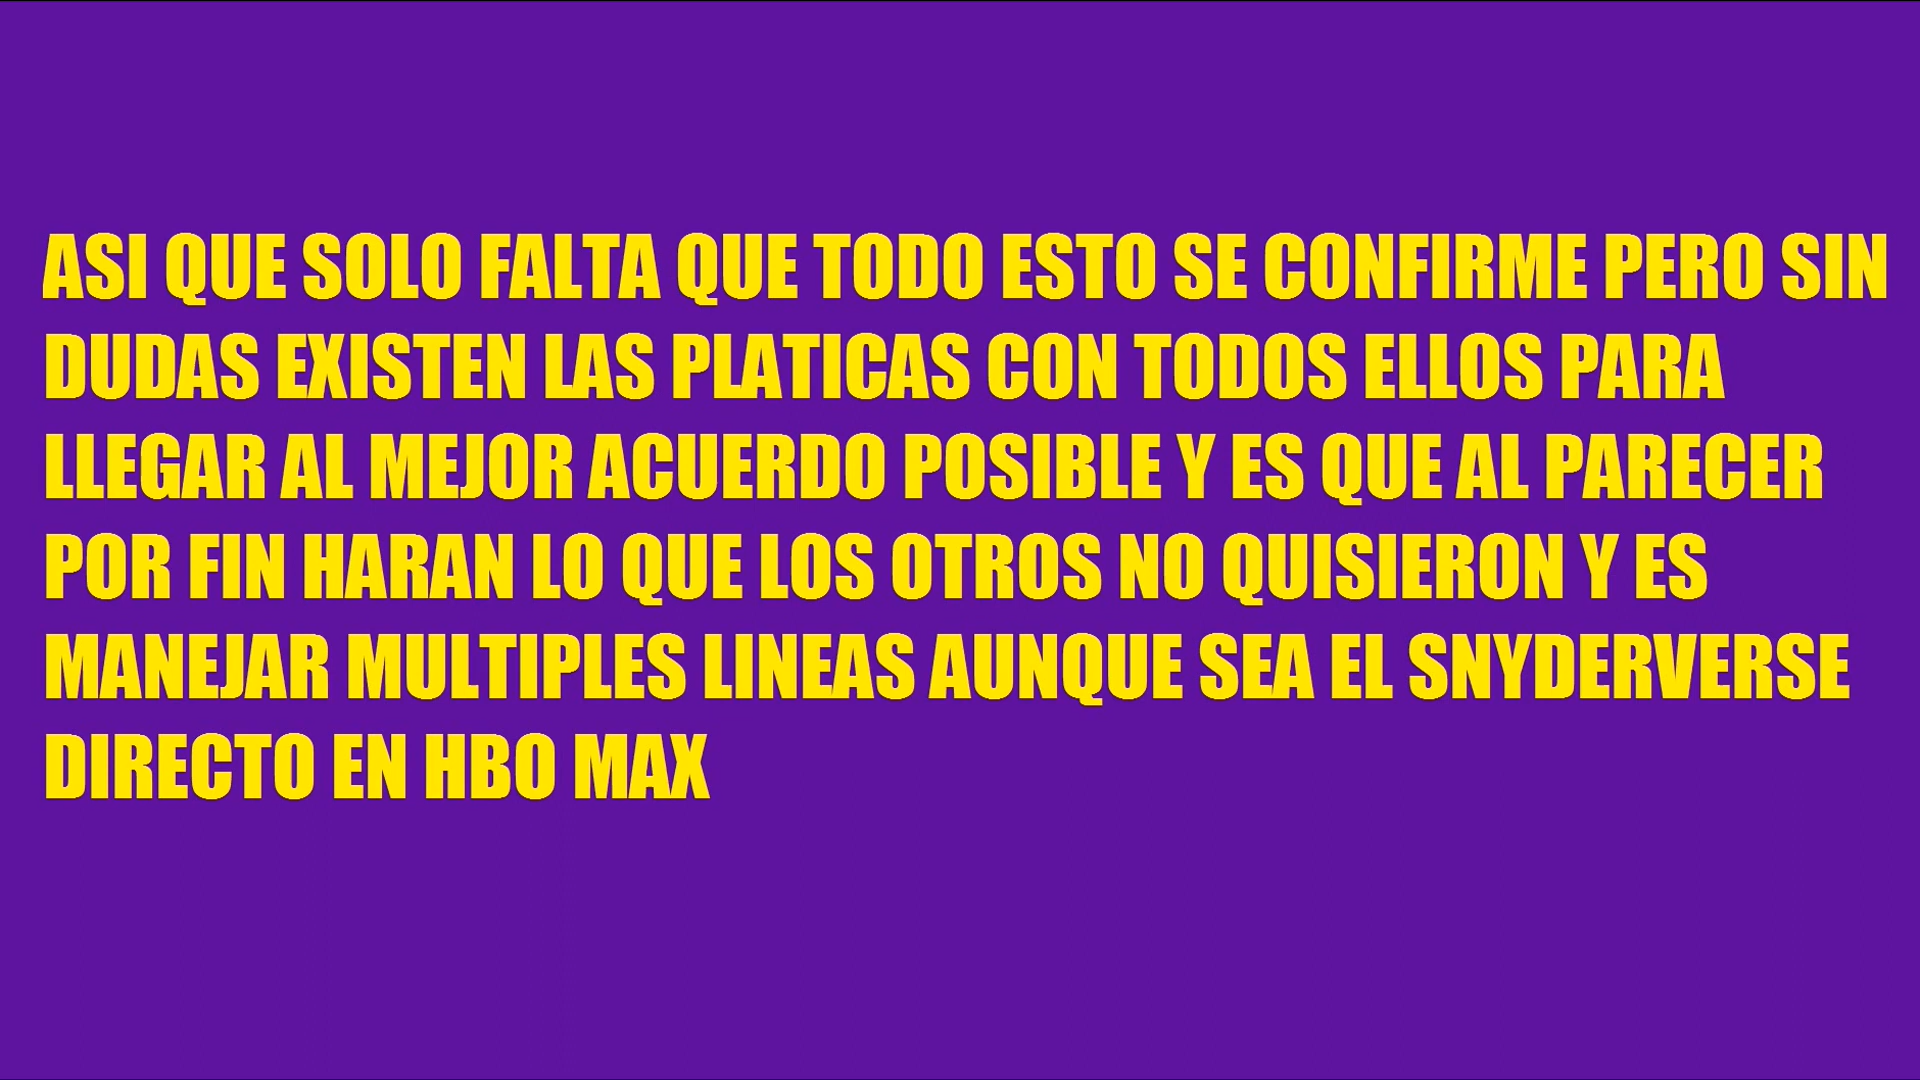 ASI QUE SOLO FALTA QUE TODO ESTO SE CONFIRME PERO SIN
DUDAS EXISTEN LAS PLATICAS CON TODOS ELLOS PARA
LLEGAR AL MEJOR ACUERDO POSIBLE Y ES QUE AL PARECER
POR FIN HARAN LO QUE LOS OTROS NO QUISIERON Y ES
MANEJAR MULTIPLES LINEAS AUNQUE SEA EL SNYDERVERSE
DIRECTO EN HBO MAX